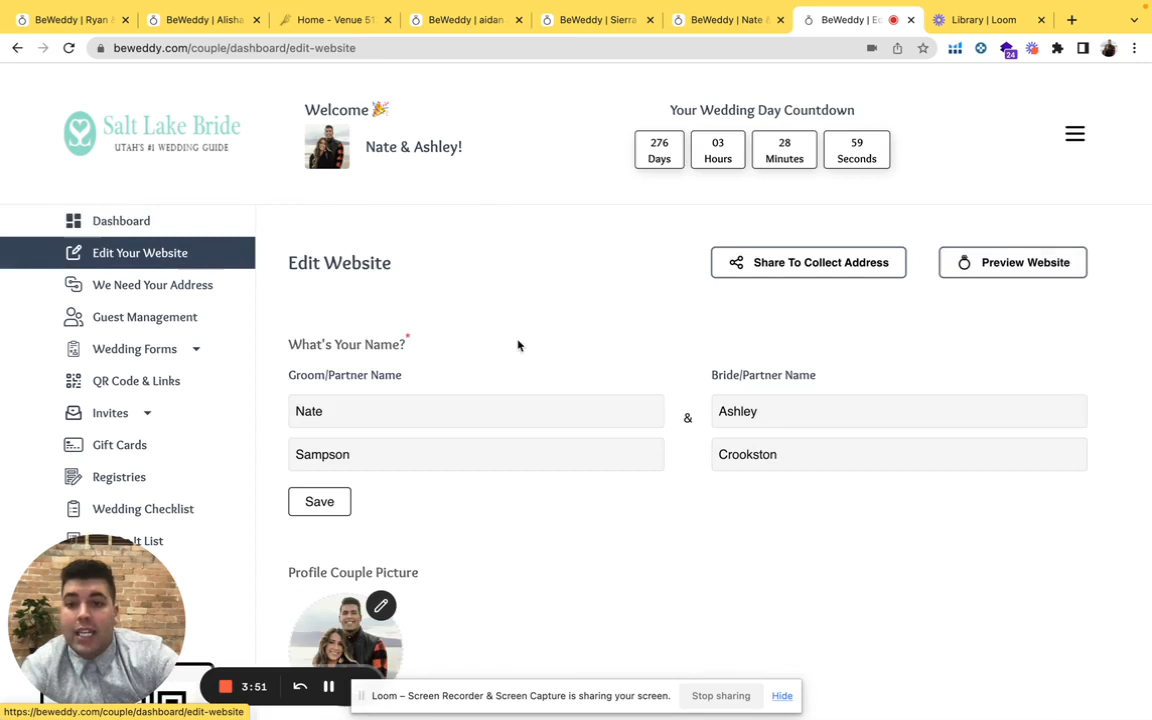 BeWeddy | Ryan &
BeWeddy | Alisha
Home - Venue 51
BeWeddy | aidan
BeWeddy | Sierra
BeWeddy | Nate &
BeWeddy | Ec
Library | Loom
beweddy.com/couple/dashboard/edit-website
24
Salt Lake Bride
UTAH'S #1 WEDDING GUIDE
Welcome 🎉
Nate & Ashley!
Your Wedding Day Countdown
276 03 28 59
Days Hours Minutes Seconds
Dashboard
Edit Your Website
We Need Your Address
Guest Management
Wedding Forms
QR Code & Links
Invites
Gift Cards
Registries
Wedding Checklist
It List
Edit Website
Share To Collect Address
Preview Website
What's Your Name?*
Groom/Partner Name
Bride/Partner Name
Nate
&
Ashley
Sampson
Crookston
Save
Profile Couple Picture
3:51
Loom – Screen Recorder & Screen Capture is sharing your screen.
Stop sharing
Hide
https://beweddy.com/couple/dashboard/edit-website